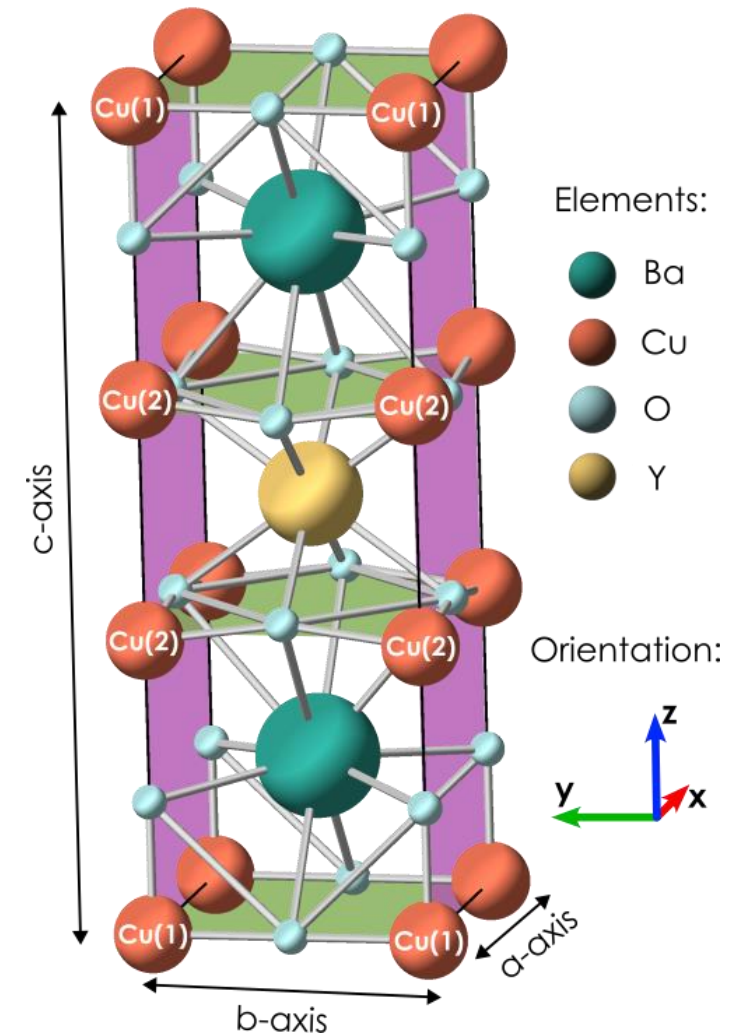 Cu(1)
Cu(1)
Elements:
Ba
Cu
O
Y
Cu(2)
Cu(2)
c-axis
Cu(2)
Cu(2)
Orientation:
z
y
x
Cu(1)
Cu(1)
a-axis
b-axis